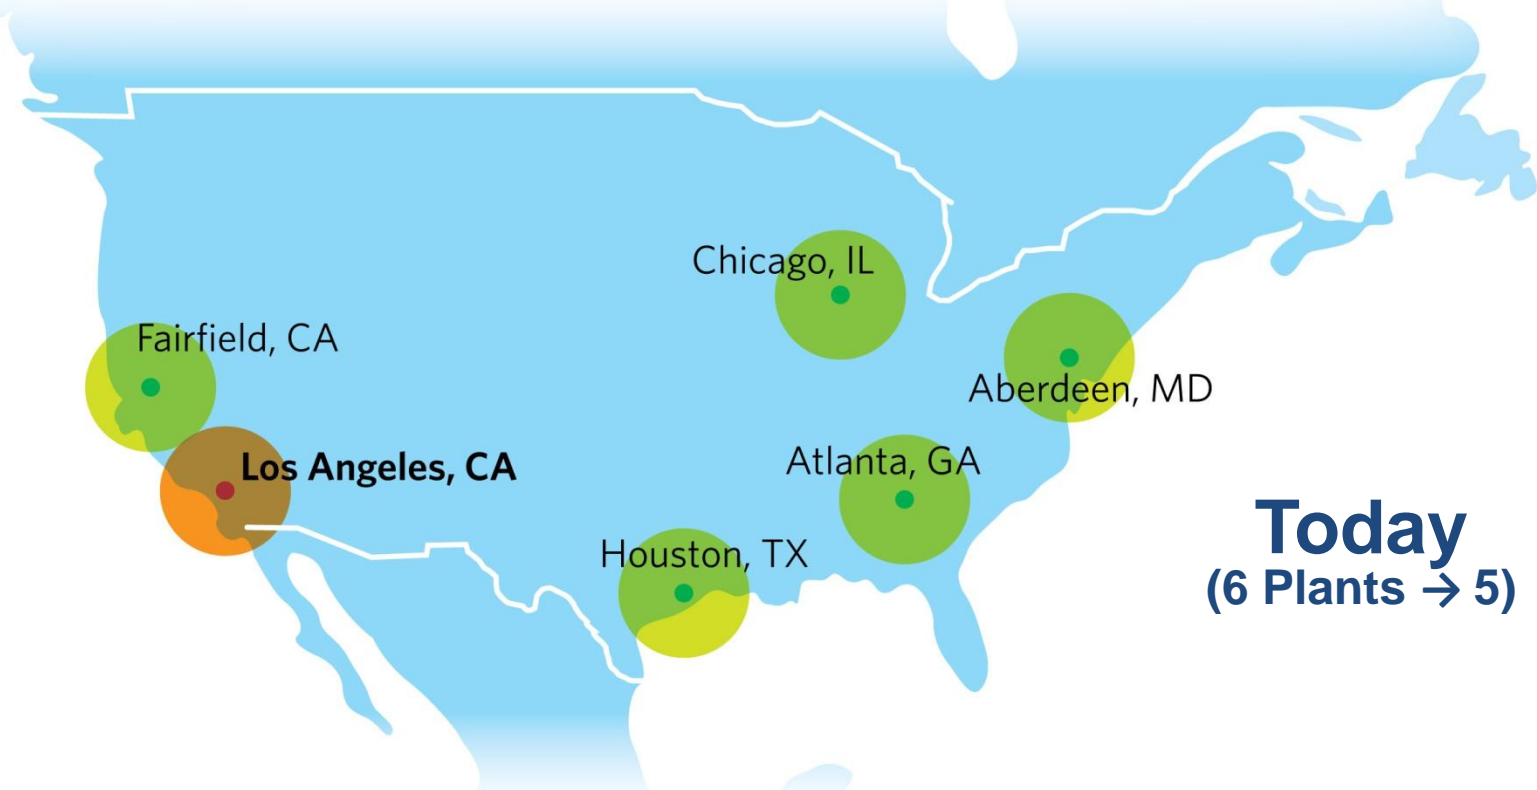 Chicago, IL
Fairfield, CA
Aberdeen, MD
Los Angeles, CA
Atlanta, GA
Houston, TX
Today
(6 Plants → 5)